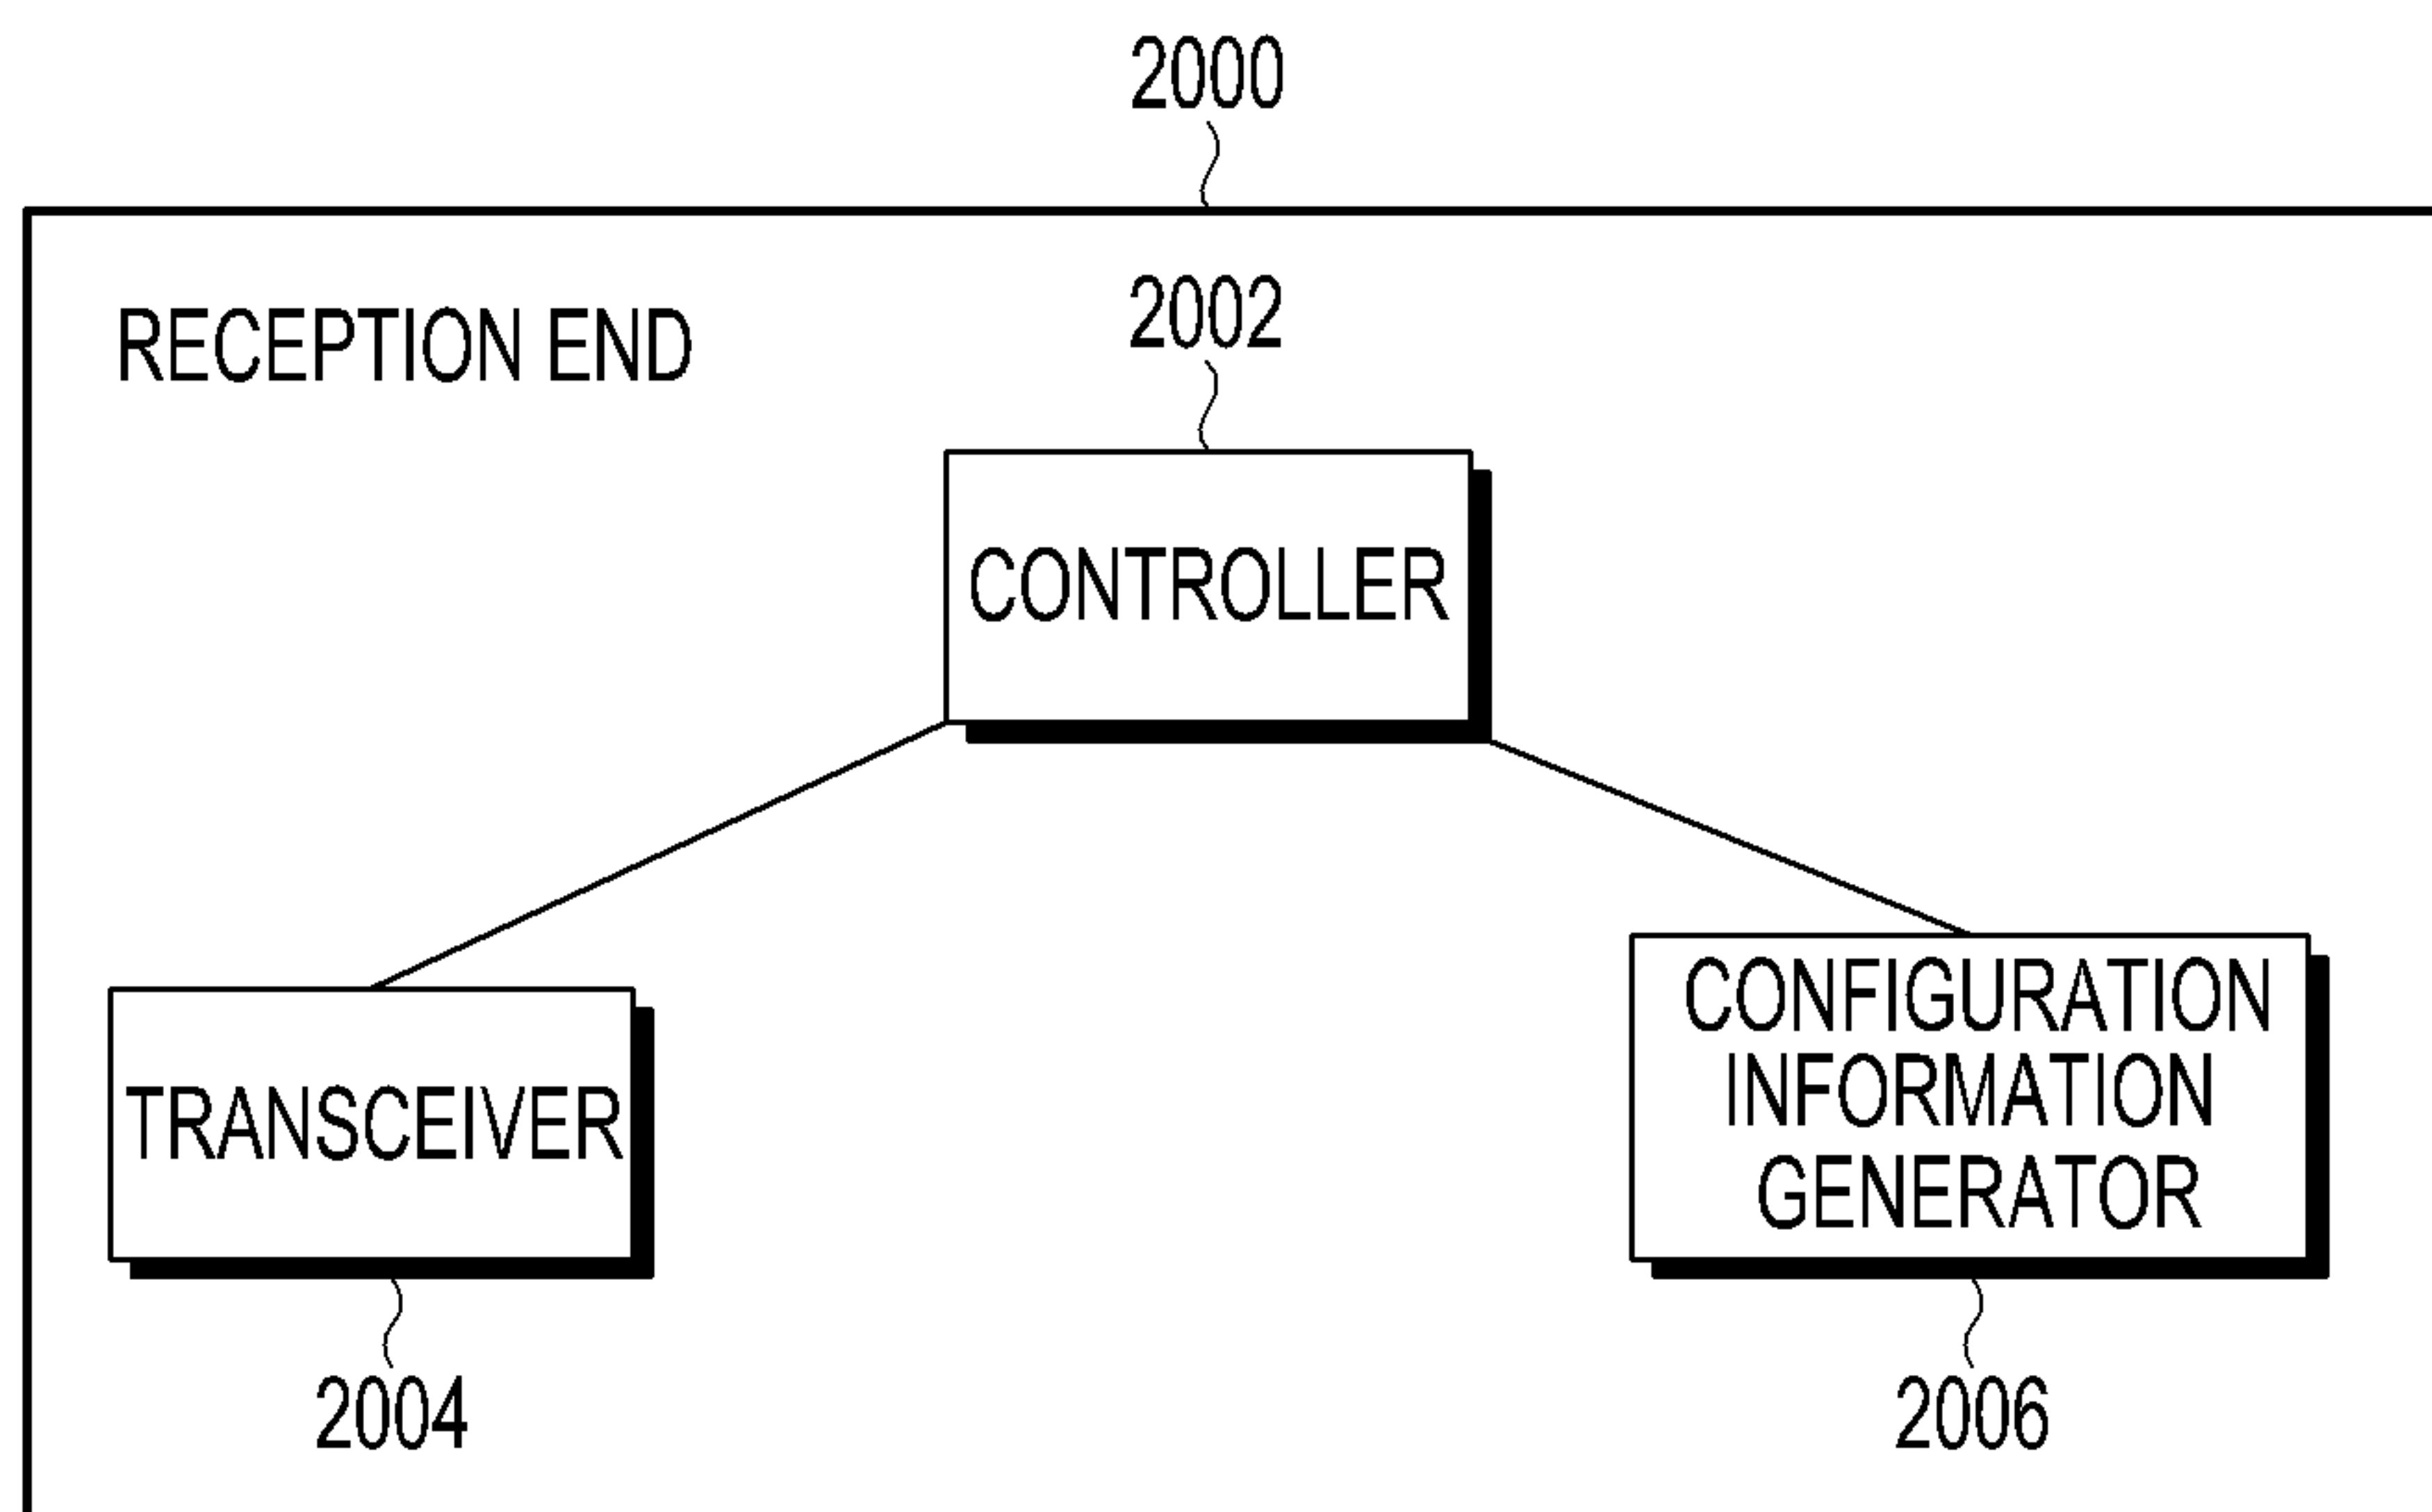 2000
RECEPTION END
2002
CONTROLLER
TRANSCEIVER
CONFIGURATION
INFORMATION
GENERATOR
2004
2006